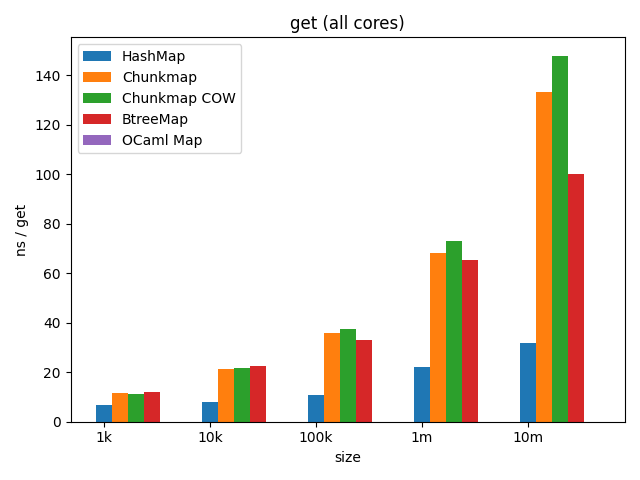 get (all cores)
HashMap
Chunkmap
Chunkmap COW
BtreeMap
OCaml Map
ns / get
140
120
100
80
60
40
20
0
1k
10k
100k
1m
10m
size